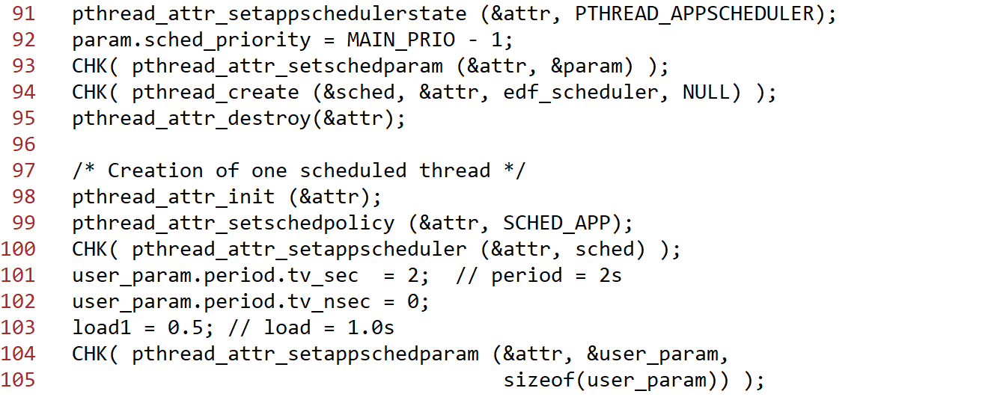 91   pthread_attr_setappschedulerstate (&attr, PTHREAD_APPSCHEDULER);
92   param.sched_priority = MAIN_PRIO - 1;
93   CHK( pthread_attr_setschedparam (&attr, &param) );
94   CHK( pthread_create (&sched, &attr, edf_scheduler, NULL) );
95   pthread_attr_destroy(&attr);
96
97   /* Creation of one scheduled thread */
98   pthread_attr_init (&attr);
99   pthread_attr_setschedpolicy (&attr, SCHED_APP);
100   CHK( pthread_attr_setappscheduler (&attr, sched) );
101   user_param.period.tv_sec  = 2;  // period = 2s
102   user_param.period.tv_nsec = 0;
103   load1 = 0.5; // load = 1.0s
104   CHK( pthread_attr_setappschedparam (&attr, &user_param,
105                                       sizeof(user_param)) );